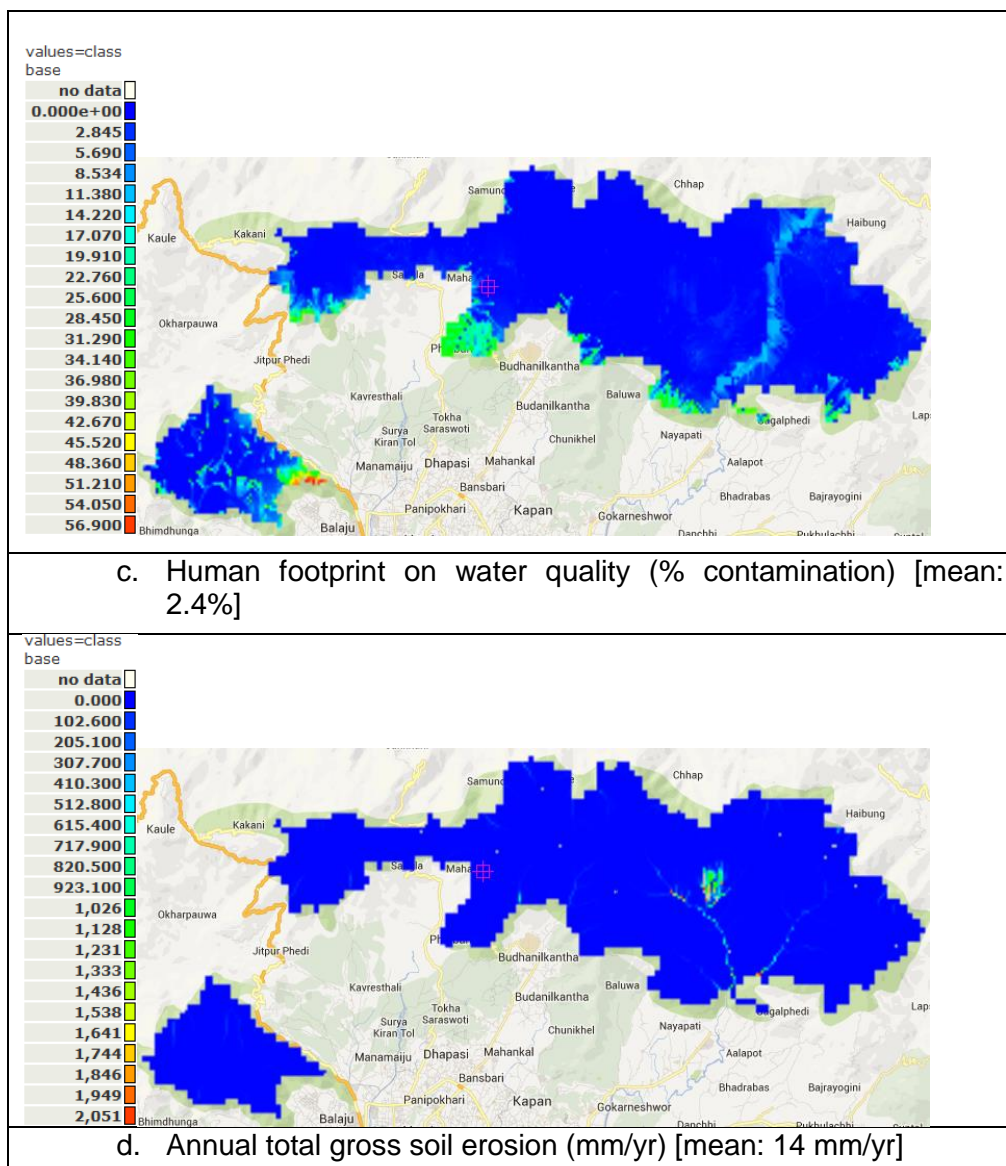 values=class
base
no data
0.000e+00
2.845
5.690
8.534
11.380
14.220
17.070
19.910
22.760
25.600
28.450
31.290
34.140
36.980
39.830
42.670
45.520
48.360
51.210
54.050
56.900
Chhap
Haibung
Kaule
Kakani
Okharpauwa
Jitpur Phedi
Budhanilkantha
Kavresthali
Tokha
Saraswoti
Surya
Kiran Tol
Budanilkantha
Baluwa
Chunikhel
Nayapati
Manamaiju
Dhapasi
Mahankal
Aalapot
Bansbari
Bhadrabas
Bajrayogini
Panipokhari
Kapan
Gokarneshwor
Bhimdhunga
Balaju
Danchhi
c. Human footprint on water quality (% contamination) [mean:
2.4%]
values=class
base
no data
0.000
102.600
205.100
307.700
410.300
512.800
615.400
717.900
820.500
923.100
1,026
1,128
1,231
1,333
1,436
1,538
1,641
1,744
1,846
1,949
2,051
Chhap
Haibung
Kaule
Kakani
Okharpauwa
Jitpur Phedi
Budhanilkantha
Kavresthali
Tokha
Saraswoti
Surya
Kiran Tol
Budanilkantha
Baluwa
Chunikhel
Nayapati
Manamaiju
Dhapasi
Mahankal
Aalapot
Bansbari
Bhadrabas
Bajrayogini
Panipokhari
Kapan
Gokarneshwor
Bhimdhunga
Balaju
d. Annual total gross soil erosion (mm/yr) [mean: 14 mm/yr]